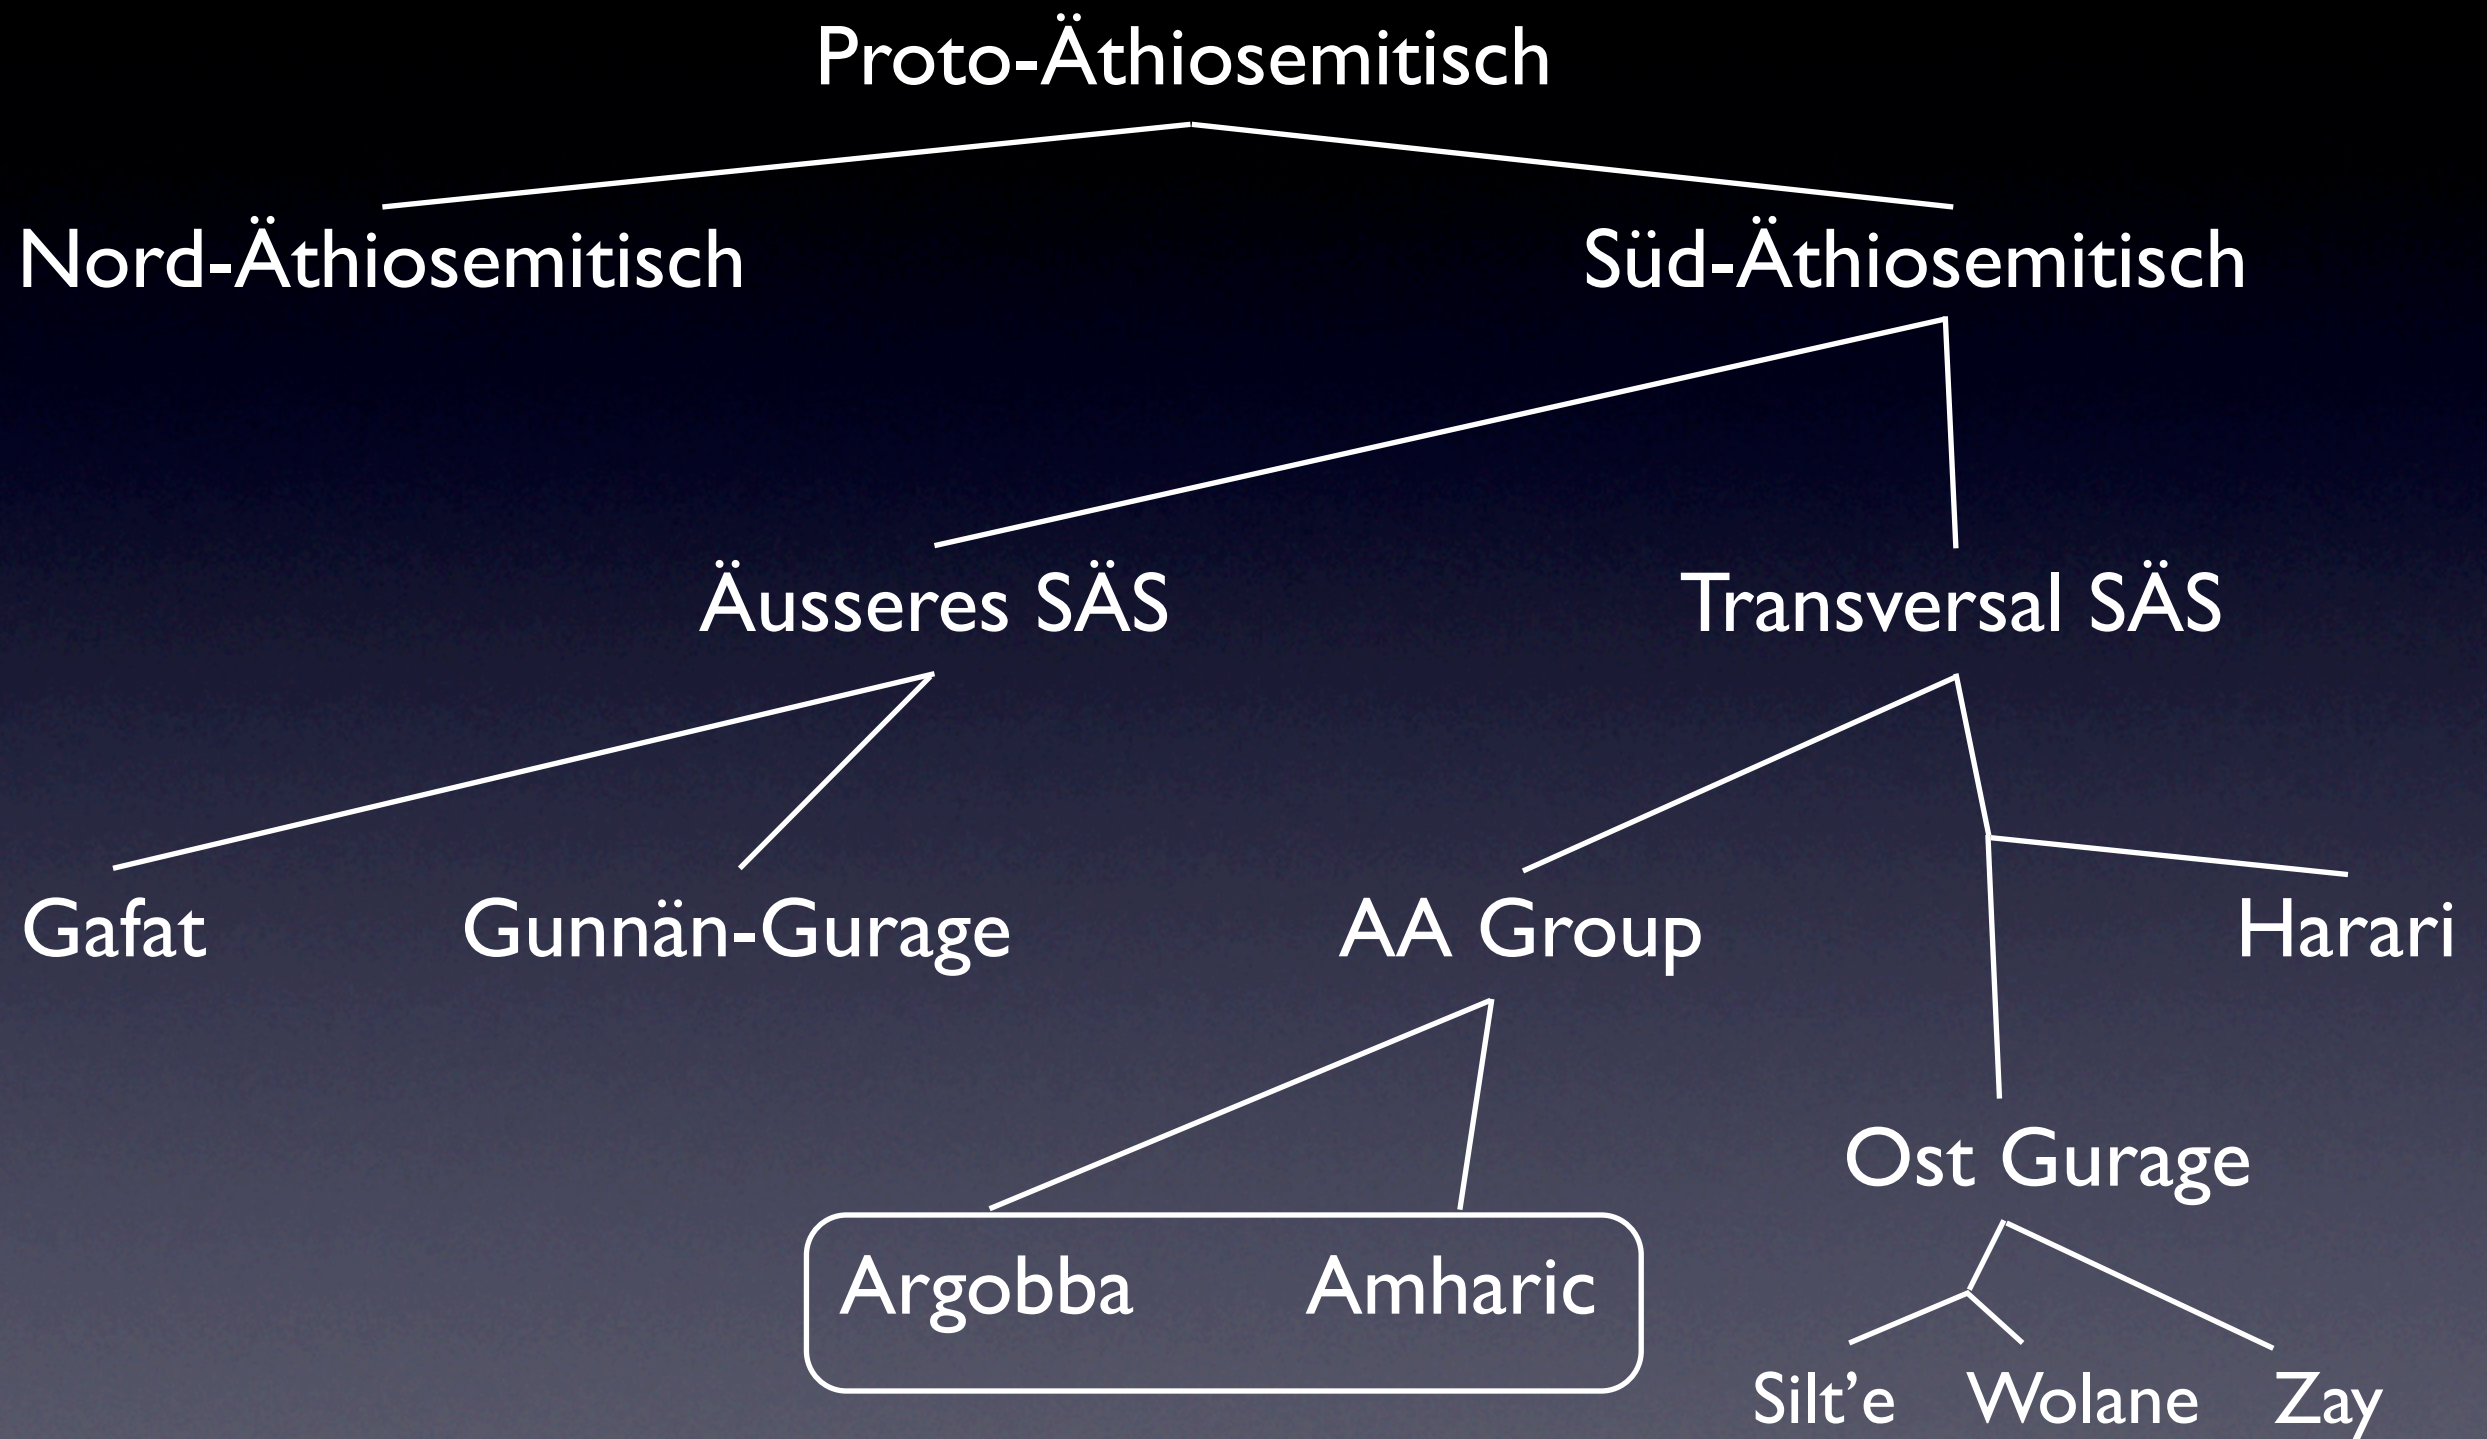 Proto-Äthiosemitisch
Nord-Äthiosemitisch Süd-Äthiosemitisch
Äusseres SÄS Transversal SÄS
Gafat Gunnän-Gurage AA Group Harari
Ost Gurage
Argobba Amharic
Silt’e Wolane Zay